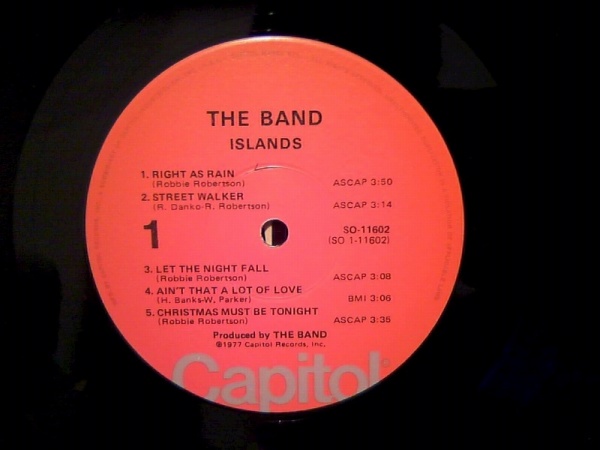 THE BAND
ISLANDS
1. RIGHT AS RAIN
(Robbie Robertson) ASCAP 3:50
2. STREET WALKER
(R. Danko-R. Robertson) ASCAP 3:14
1
SO-11602
(SO 1-11602)
3. LET THE NIGHT FALL
(Robbie Robertson) ASCAP 3:08
4. AIN'T THAT A LOT OF LOVE
(H. Banks-W. Parker) BMI 3:06
5. CHRISTMAS MUST BE TONIGHT
(Robbie Robertson) ASCAP 3:35
Produced by THE BAND
℗1977 Capitol Records, Inc.
Capitol®